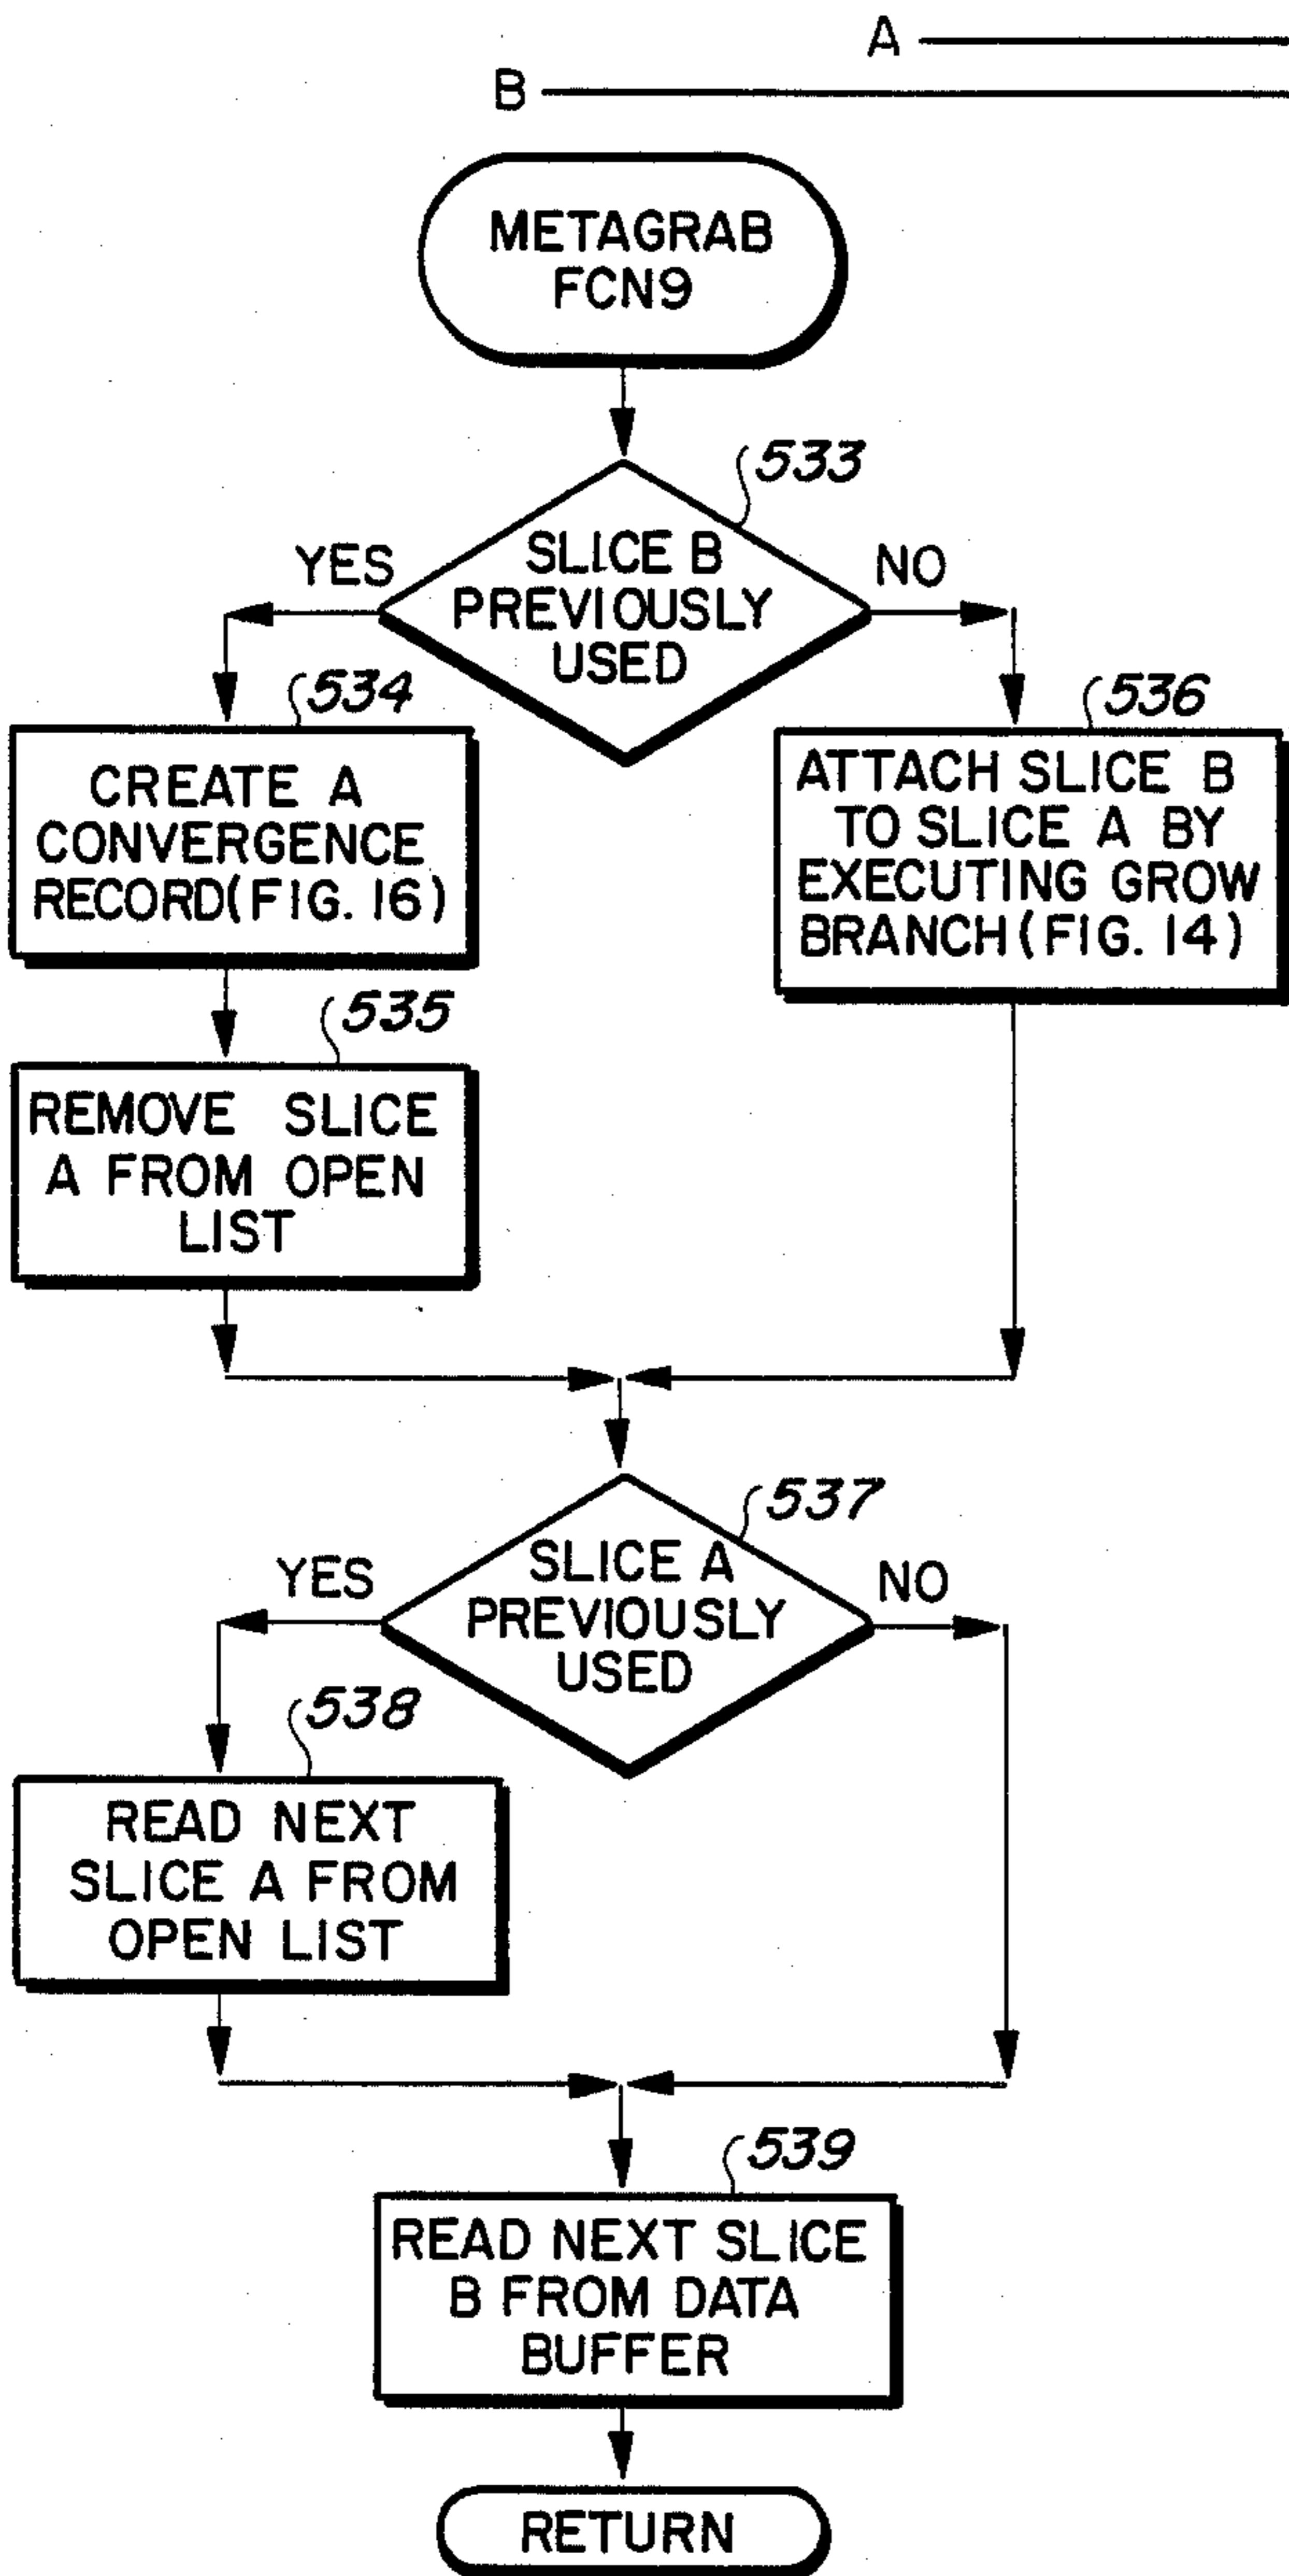 A
B
METAGRAB
FCN9
533
SLICE B
PREVIOUSLY
USED
YES
NO
534
CREATE A
CONVERGENCE
RECORD(FIG. 16)
536
ATTACH SLICE B
TO SLICE A BY
EXECUTING GROW
BRANCH(FIG. 14)
535
REMOVE SLICE
A FROM OPEN
LIST
537
SLICE A
PREVIOUSLY
USED
YES
NO
538
READ NEXT
SLICE A FROM
OPEN LIST
539
READ NEXT SLICE
B FROM DATA
BUFFER
RETURN